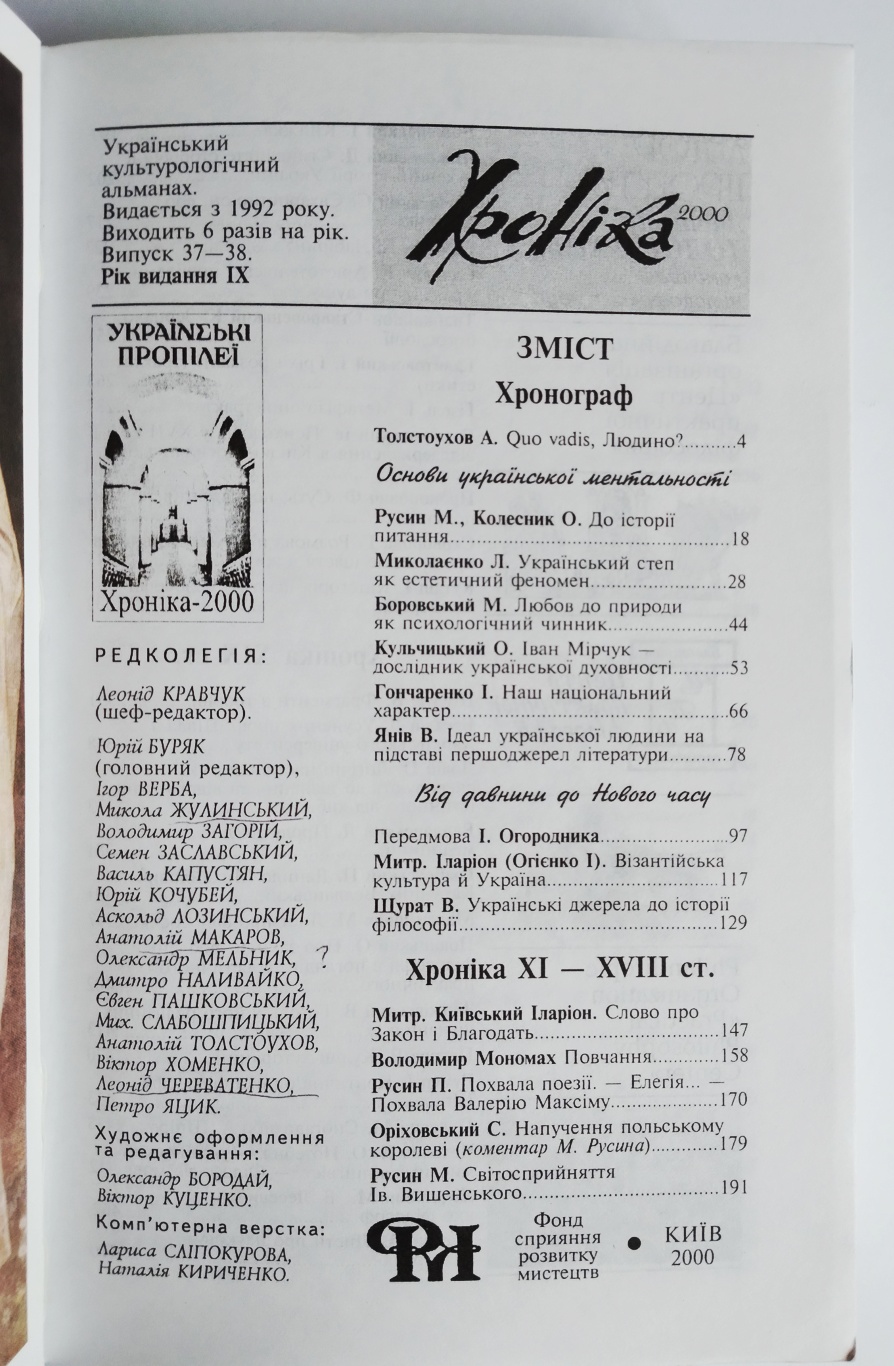 Український
культурологічний
альманах.
Видається з 1992 року.
Виходить 6 разів на рік.
Випуск 37—38.
Рік видання IX
Хроніка 2000
УКРАЇНСЬКІ
ПРОПІЛЕЇ
Хроніка-2000
РЕДКОЛЕГІЯ:
Леонід КРАВЧУК
(шеф-редактор).
Юрій БУРЯК
(головний редактор),
Ігор ВЕРБА,
Микола ЖУЛИНСЬКИЙ,
Володимир ЗАГОРІЙ,
Семен ЗАСЛАВСЬКИЙ,
Василь КАПУСТЯН,
Юрій КОЧУБЕЙ,
Аскольд ЛОЗИНСЬКИЙ,
Анатолій МАКАРОВ,
Олександр МЕЛЬНИК, ?
Дмитро НАЛИВАЙКО,
Євген ПАШКОВСЬКИЙ,
Мих. СЛАБОШПИЦЬКИЙ,
Анатолій ТОЛСТОУХОВ,
Віктор ХОМЕНКО,
Леонід ЧЕРЕВАТЕНКО,
Петро ЯЦИК.
Художнє оформлення
та редагування:
Олександр БОРОДАЙ,
Віктор КУЦЕНКО.
Комп'ютерна верстка:
Лариса СЛІПОКУРОВА,
Наталія КИРИЧЕНКО.
ЗМІСТ
Хронограф
Толстоухов А. Quo vadis, Людино?..........4
Основи української ментальності
Русин М., Колесник О. До історії
питання.....................................................18
Миколаєнко Л. Український степ
як естетичний феномен..........................28
Боровський М. Любов до природи
як психологічний чинник.......................44
Кульчицький О. Іван Мірчук —
дослідник української духовності..........53
Гончаренко І. Наш національний
характер.....................................................66
Янів В. Ідеал української людини на
підставі першоджерел літератури...........78
Від давнини до Нового часу
Передмова І. Огородника........................97
Митр. Іларіон (Огієнко І). Візантійська
культура й Україна.................................117
Щурат В. Українські джерела до історії
філософії..................................................129
Хроніка XI — XVIII ст.
Митр. Київський Іларіон. Слово про
Закон і Благодать....................................147
Володимир Мономах Повчання.............158
Русин П. Похвала поезії. — Елегія... —
Похвала Валерію Максіму.....................170
Оріховський С. Напучення польському
королеві (коментар М. Русина).............179
Русин М. Світосприйняття
Ів. Вишенського.....................................191
Фонд
сприяння
розвитку
мистецтв
КИЇВ
2000